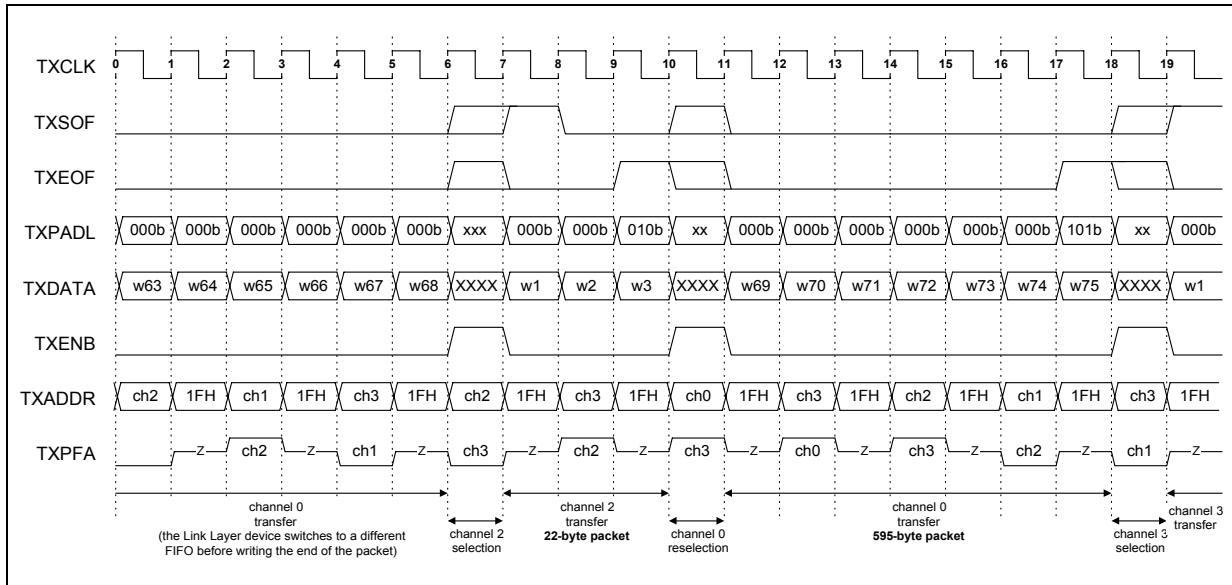 TXCLK 0 1 2 3 4 5 6 7 8 9 10 11 12 13 14 15 16 17 18 19
TXSOF
TXEOF
TXPADL 000b 000b 000b 000b 000b 000b xxx 000b 000b 010b xx 000b 000b 000b 000b 000b 000b 101b xx 000b
TXDATA w63 w64 w65 w66 w67 w68 XXXX w1 w2 w3 XXXX w69 w70 w71 w72 w73 w74 w75 XXXX w1
TXENB
TXADDR ch2 1FH ch1 1FH ch3 1FH ch2 1FH ch3 1FH ch0 1FH ch3 1FH ch2 1FH ch1 1FH ch3 1FH
TXPFA Z ch2 Z ch1 Z ch3 Z ch2 Z ch3 Z ch0 Z ch3 Z ch2 Z ch1 Z
channel 0
transfer
(the Link Layer device switches to a different
FIFO before writing the end of the packet)
channel 2
selection
channel 2
transfer
22-byte packet
channel 0
reselection
channel 0
transfer
595-byte packet
channel 3
selection
channel 3
transfer